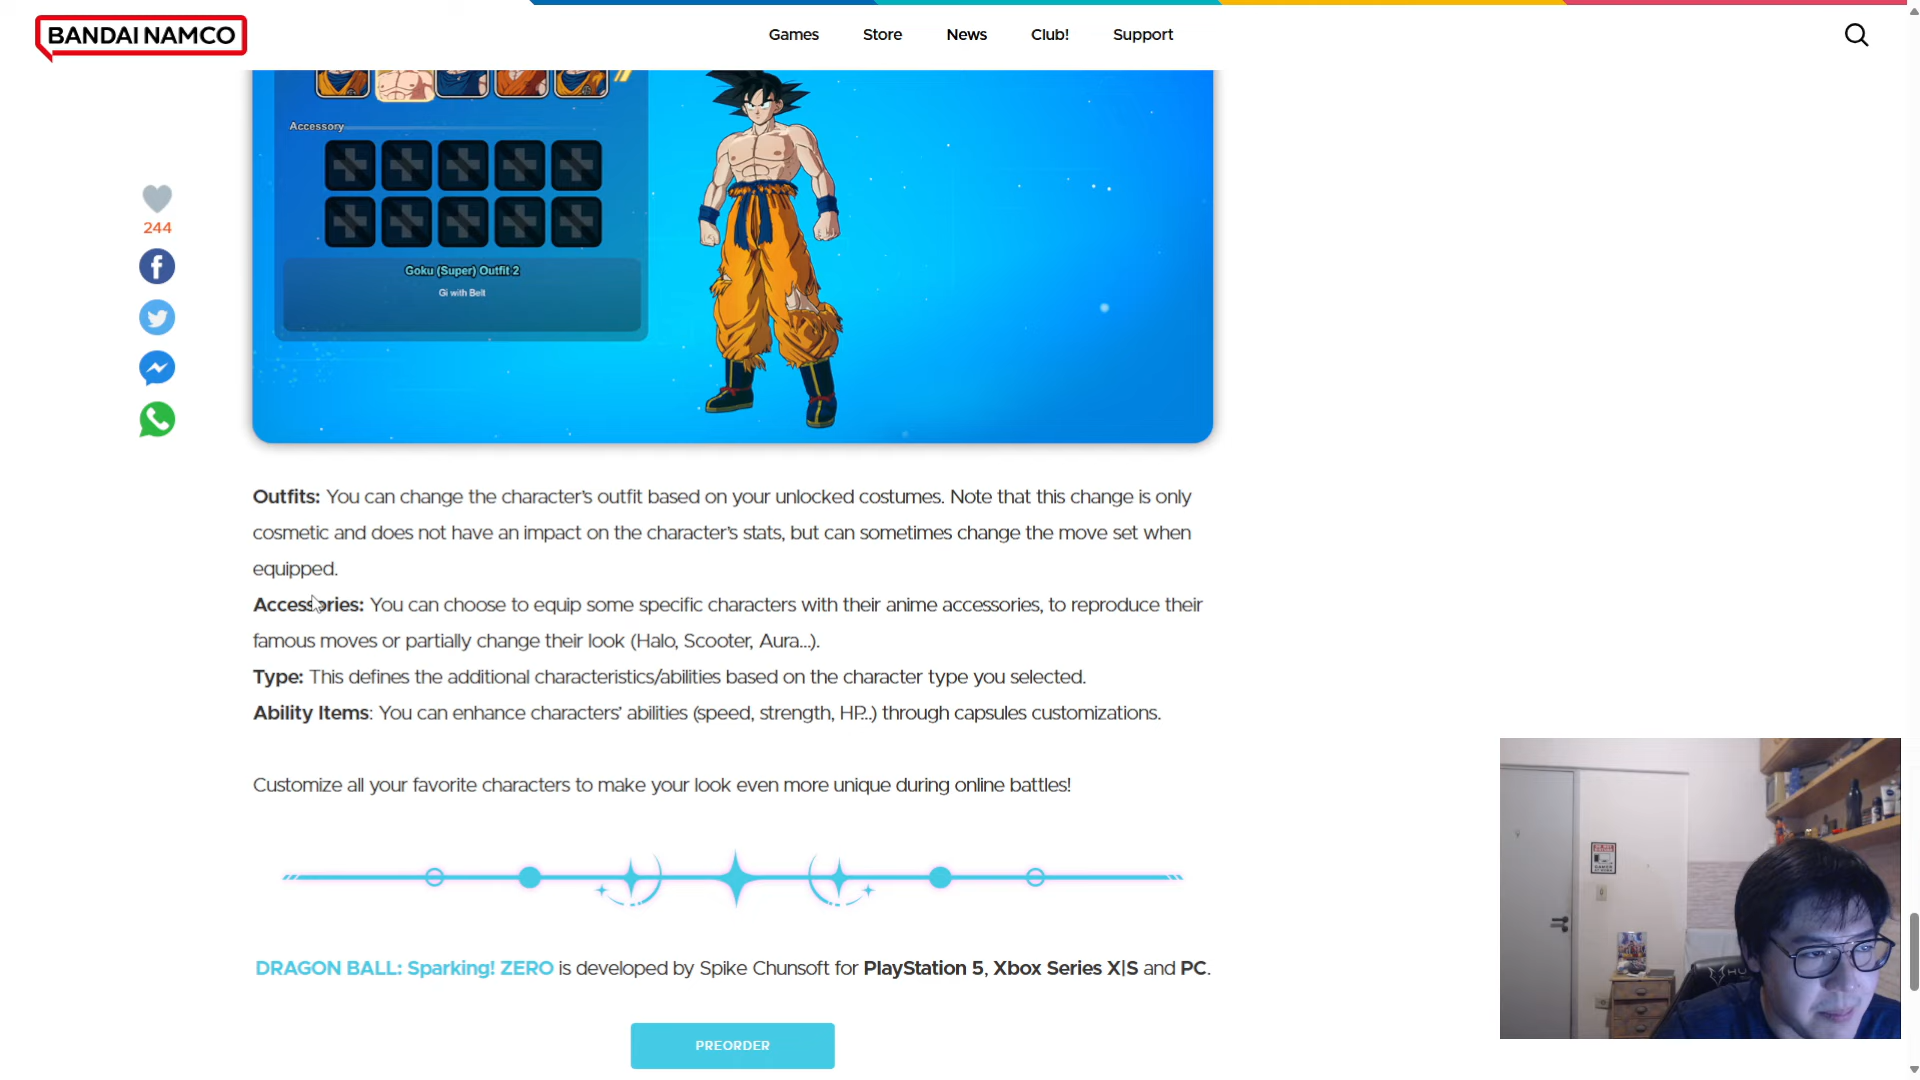 BANDAI NAMCO
Games Store News Club! Support
Accessory
Goku (Super) Outfit 2
Gi with Belt
244
Outfits: You can change the character's outfit based on your unlocked costumes. Note that this change is only
cosmetic and does not have an impact on the character's stats, but can sometimes change the move set when
equipped.
Accessories: You can choose to equip some specific characters with their anime accessories, to reproduce their
famous moves or partially change their look (Halo, Scooter, Aura...).
Type: This defines the additional characteristics/abilities based on the character type you selected.
Ability Items: You can enhance characters' abilities (speed, strength, HP..) through capsules customizations.
Customize all your favorite characters to make your look even more unique during online battles!
DRAGON BALL: Sparking! ZERO is developed by Spike Chunsoft for PlayStation 5, Xbox Series X|S and PC.
PREORDER